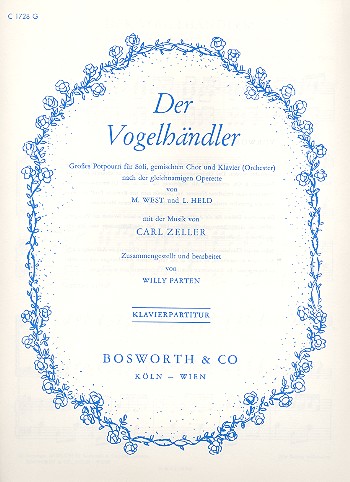 C 1728 G
Der
Vogelhändler
Großes Potpourri für Soli, gemischten Chor und Klavier (Orchester)
nach der gleichnamigen Operette
von
M. WEST und L. HELD
mit der Musik von
CARL ZELLER
Zusammengestellt und bearbeitet
von
WILLY FARTEN
KLAVIERPARTITUR
BOSWORTH & CO
KÖLN – WIEN